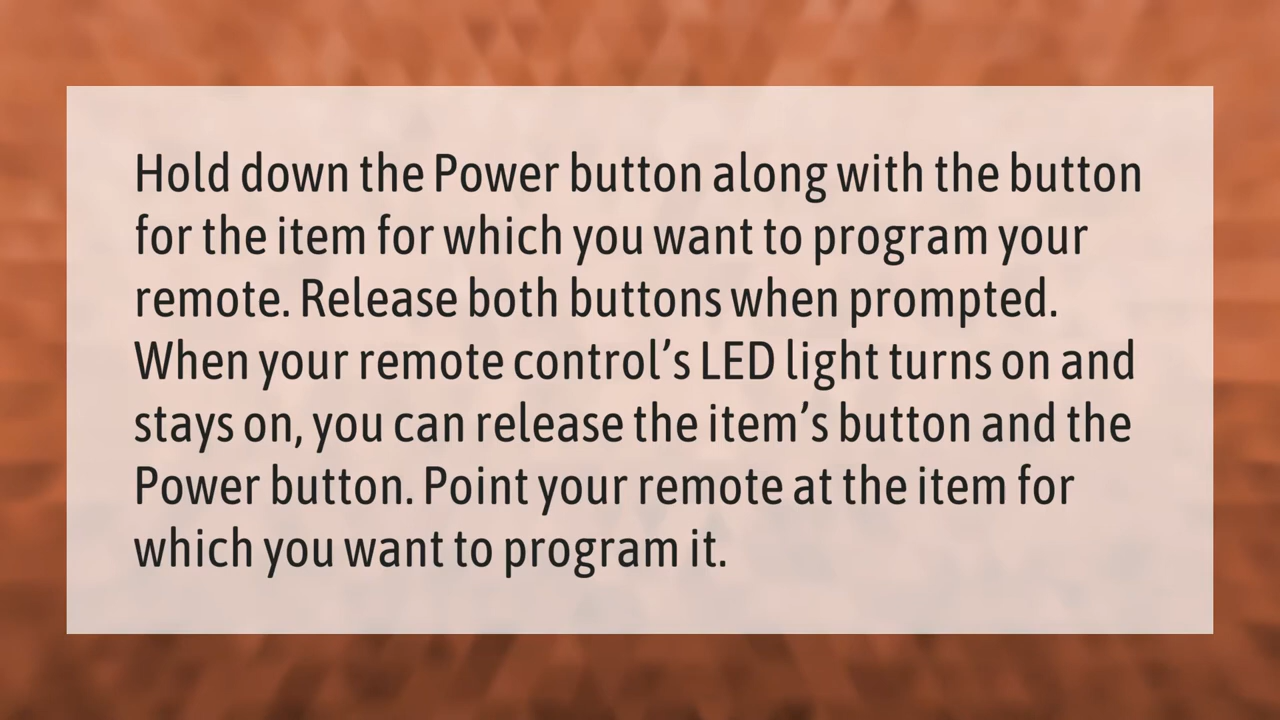 Hold down the Power button along with the button
for the item for which you want to program your
remote. Release both buttons when prompted.
When your remote control’s LED light turns on and
stays on, you can release the item’s button and the
Power button. Point your remote at the item for
which you want to program it.